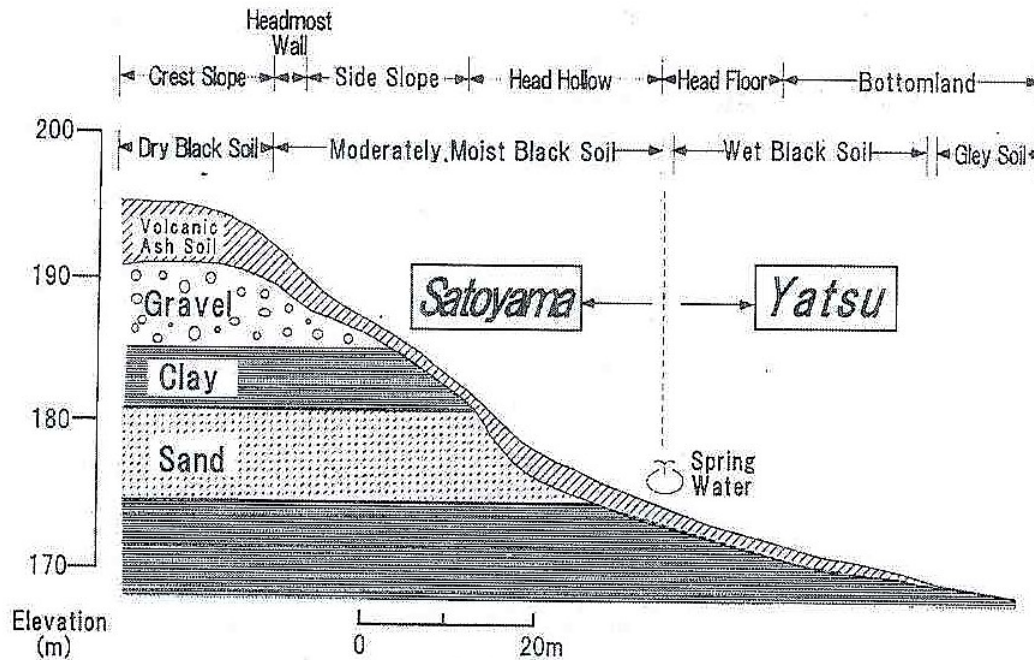 Headmost
Wall
Crest Slope
Side Slope
Head Hollow
Head Floor
Bottomland
200
Dry Black Soil
Moderately Moist Black Soil
Wet Black Soil
Gley Soil
Volcanic
Ash Soil
190
Gravel
Satoyama
Yatsu
Clay
180
Sand
Spring
Water
170
Elevation
(m)
0
20m